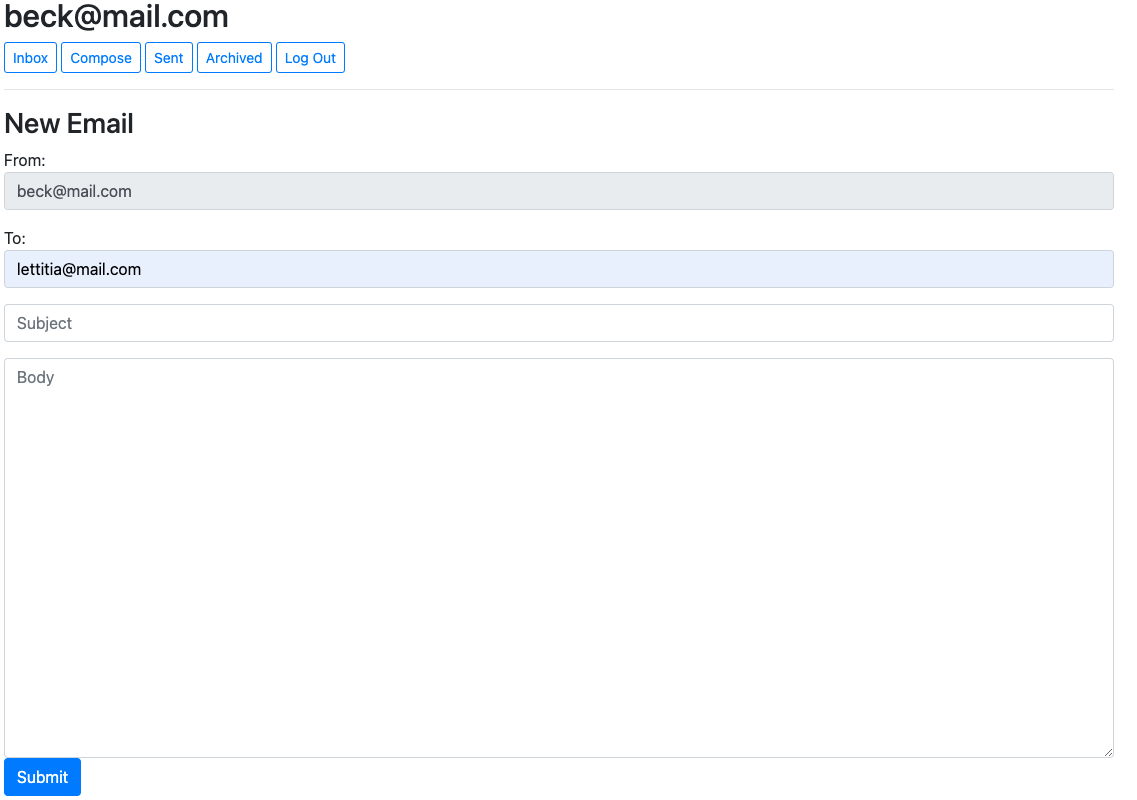 beck@mail.com
Inbox Compose Sent Archived Log Out
New Email
From:
beck@mail.com
To:
lettitia@mail.com
Subject
Body
Submit